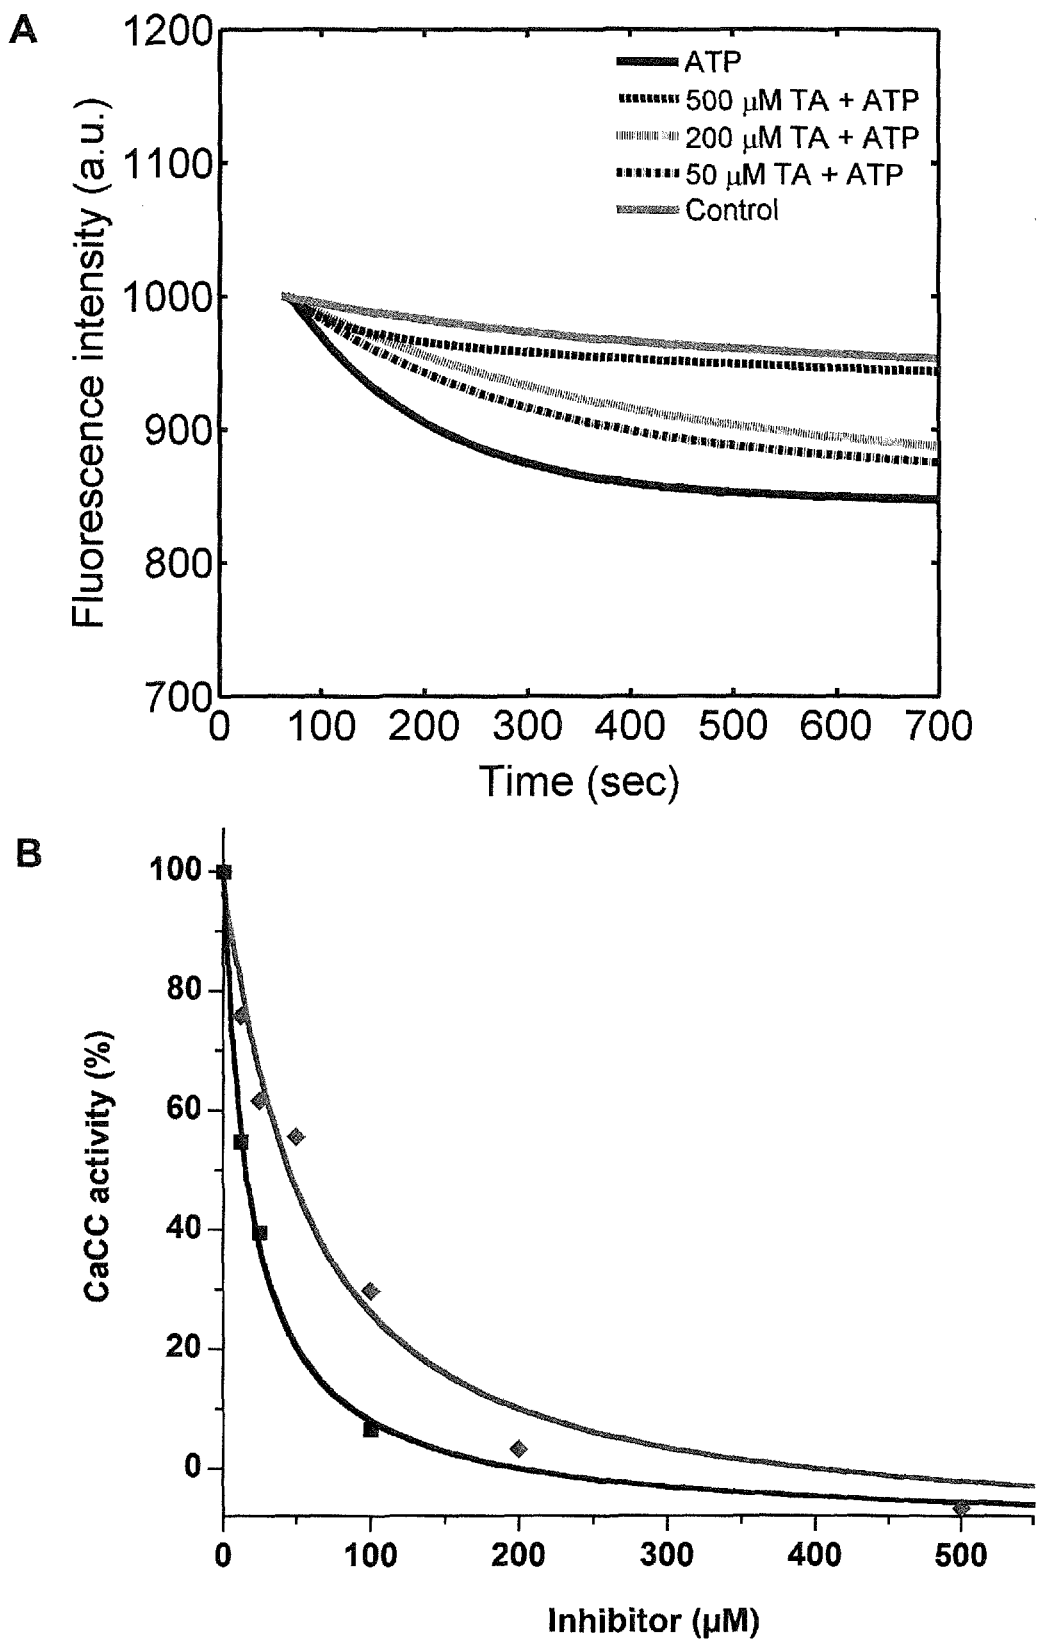 A
1200
1100
1000
900
800
700
Fluorescence intensity (a.u.)
ATP
500 µM TA + ATP
200 µM TA + ATP
50 µM TA + ATP
Control
0 100 200 300 400 500 600 700
Time (sec)
B
100
80
60
40
20
0
CaCC activity (%)
0 100 200 300 400 500
Inhibitor (µM)